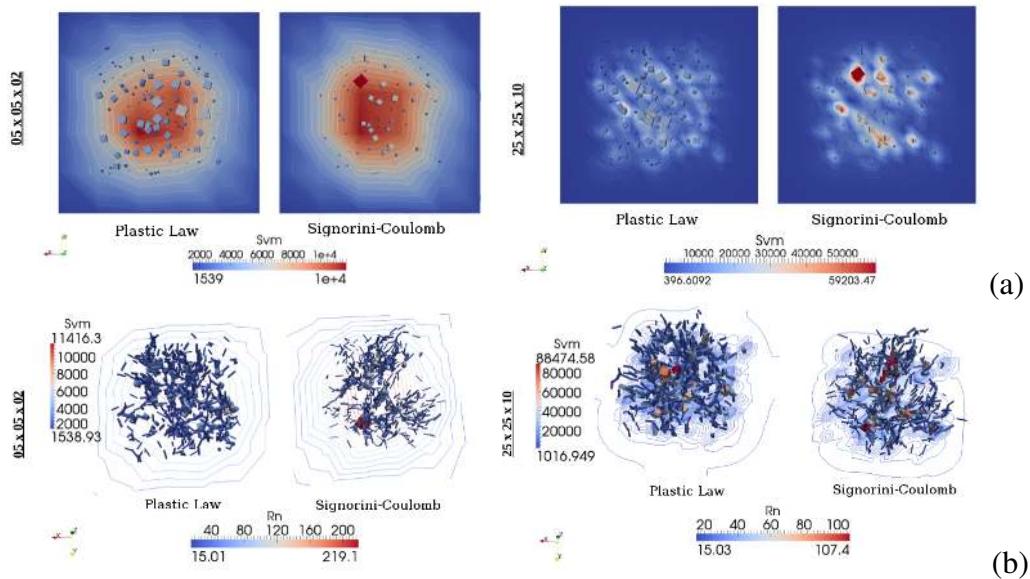 05 x 05 x 02
Plastic Law
Signorini-Coulomb
Svm
2000 4000 6000 8000 1e+4
1539 1e+4
25 x 25 x 10
Plastic Law
Signorini-Coulomb
Svm
10000 20000 30000 40000 50000
396.6092 59203.47
(a)
05 x 05 x 02
Svm
11416.3
10000
8000
6000
4000
2000
1538.93
Plastic Law
Signorini-Coulomb
Rn
40 80 120 160 200
15.01 219.1
25 x 25 x 10
Svm
88474.58
80000
60000
40000
20000
1016.949
Plastic Law
Signorini-Coulomb
Rn
20 40 60 80 100
15.03 107.4
(b)